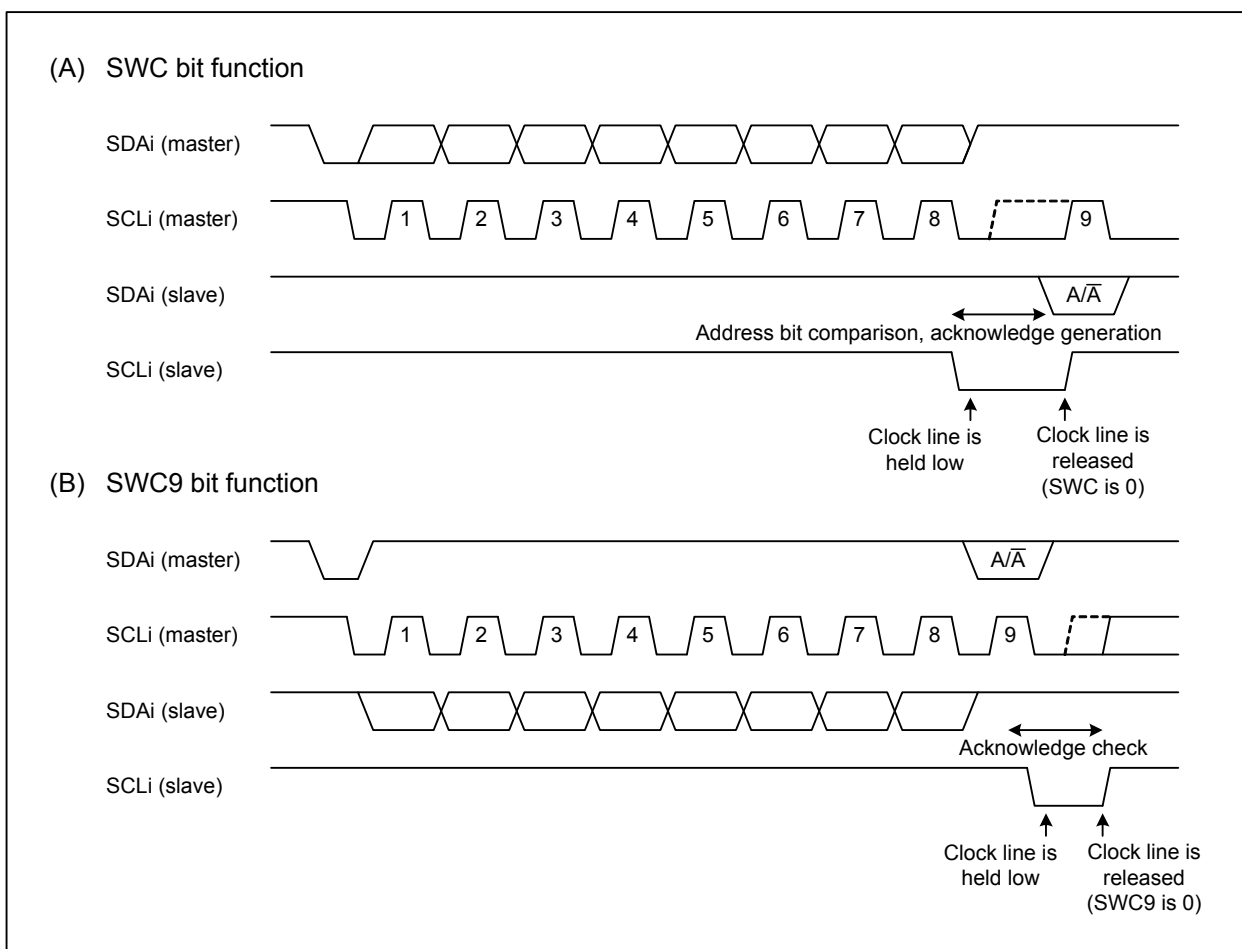 (A) SWC bit function
SDAi (master)
SCLi (master)
1 2 3 4 5 6 7 8 9
SDAi (slave)
A/A̅
Address bit comparison, acknowledge generation
SCLi (slave)
Clock line is
held low
Clock line is
released
(SWC is 0)
(B) SWC9 bit function
SDAi (master)
A/A̅
SCLi (master)
1 2 3 4 5 6 7 8 9
SDAi (slave)
Acknowledge check
SCLi (slave)
Clock line is
held low
Clock line is
released
(SWC9 is 0)